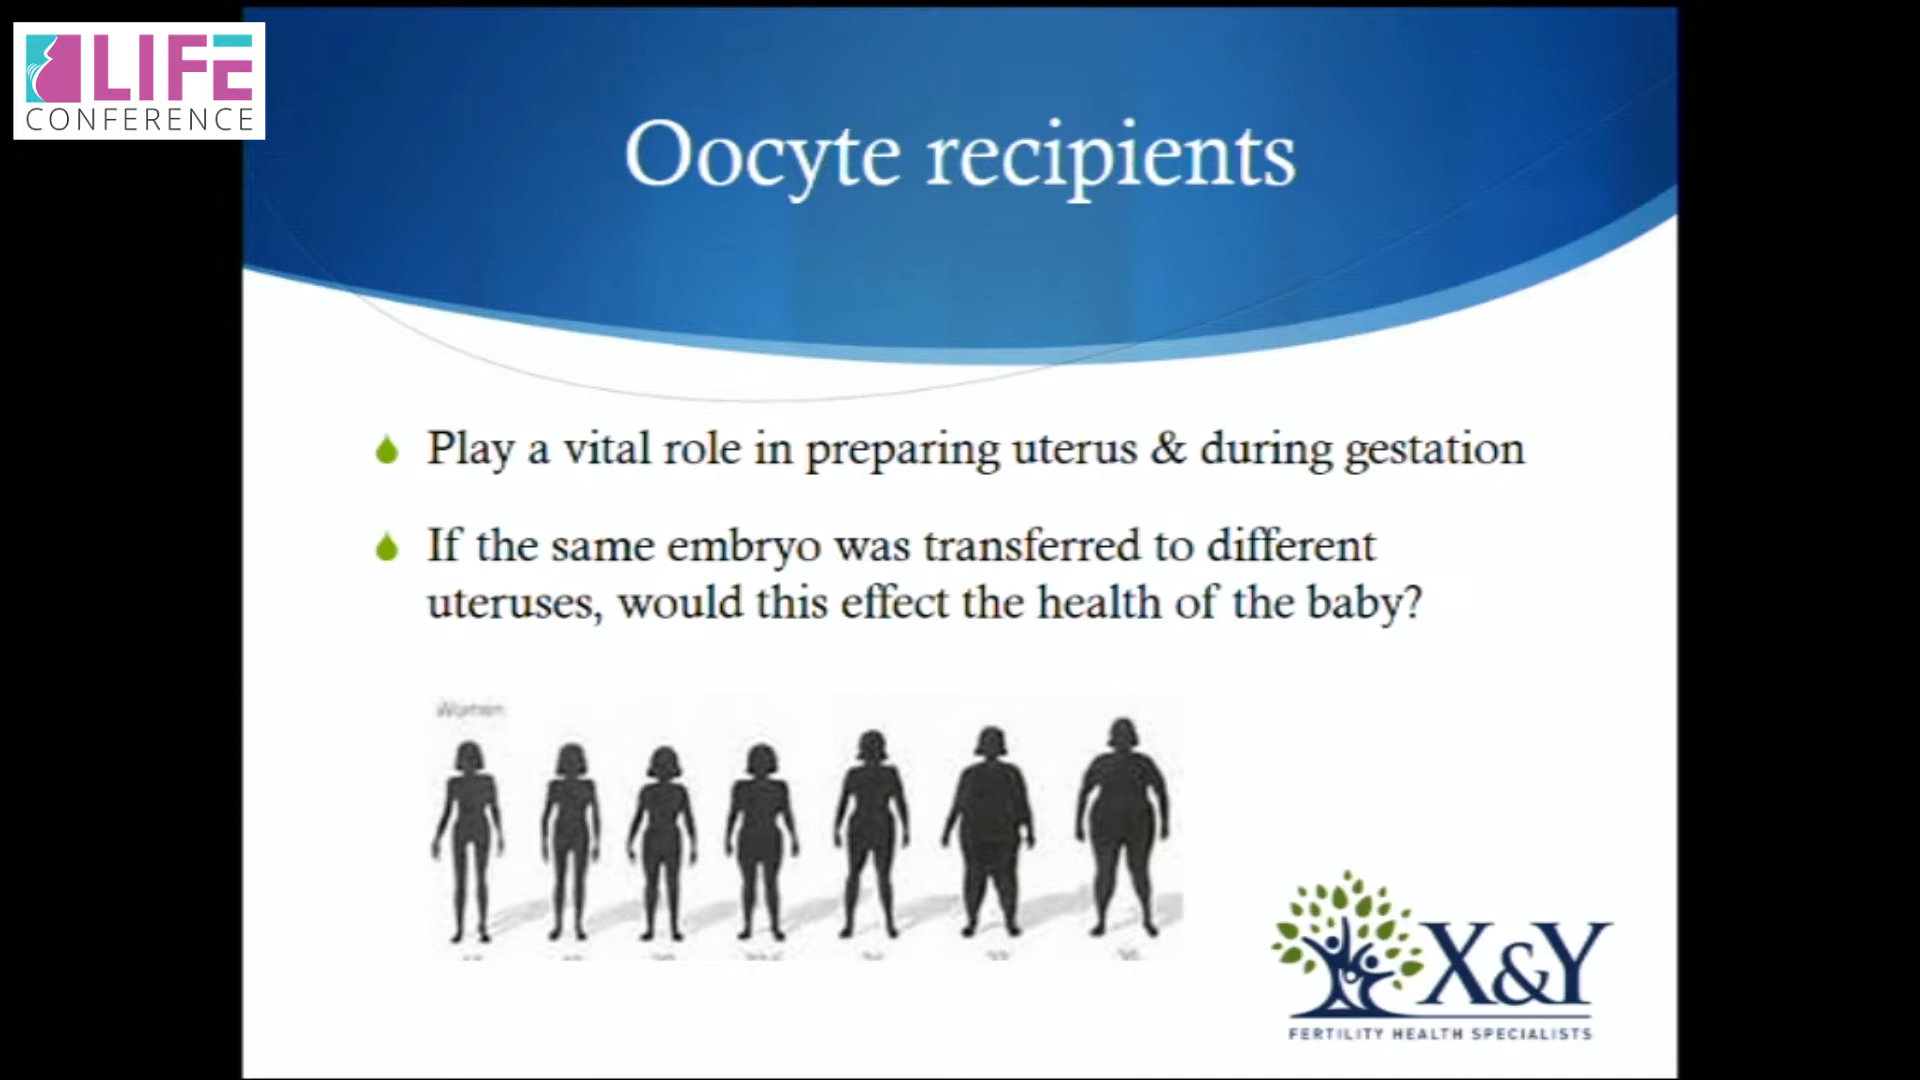 LIFE
CONFERENCE
Oocyte recipients
Play a vital role in preparing uterus & during gestation
If the same embryo was transferred to different
uteruses, would this effect the health of the baby?
Women
X&Y
FERTILITY HEALTH SPECIALISTS